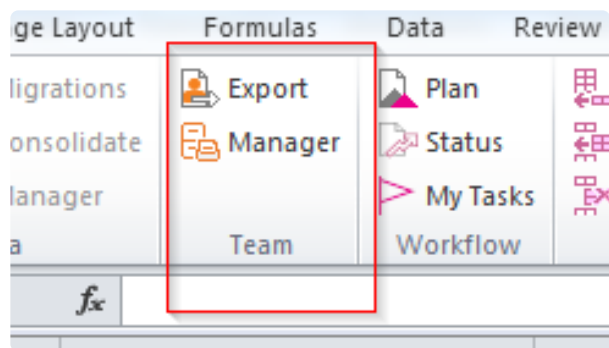 ge Layout Formulas Data Review
ligrations Export Plan
onsolidate Manager Status
lanager My Tasks
a Team Workflow
fx